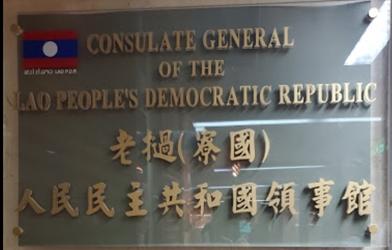 CONSULATE GENERAL
OF THE
LAO PEOPLE'S DEMOCRATIC REPUBLIC
老撾(寮國)
人民民主共和國領事館